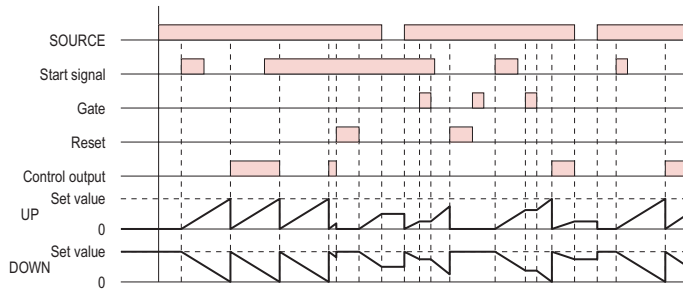 SOURCE
Start signal
Gate
Reset
Control output
Set value
UP
0
Set value
DOWN
0